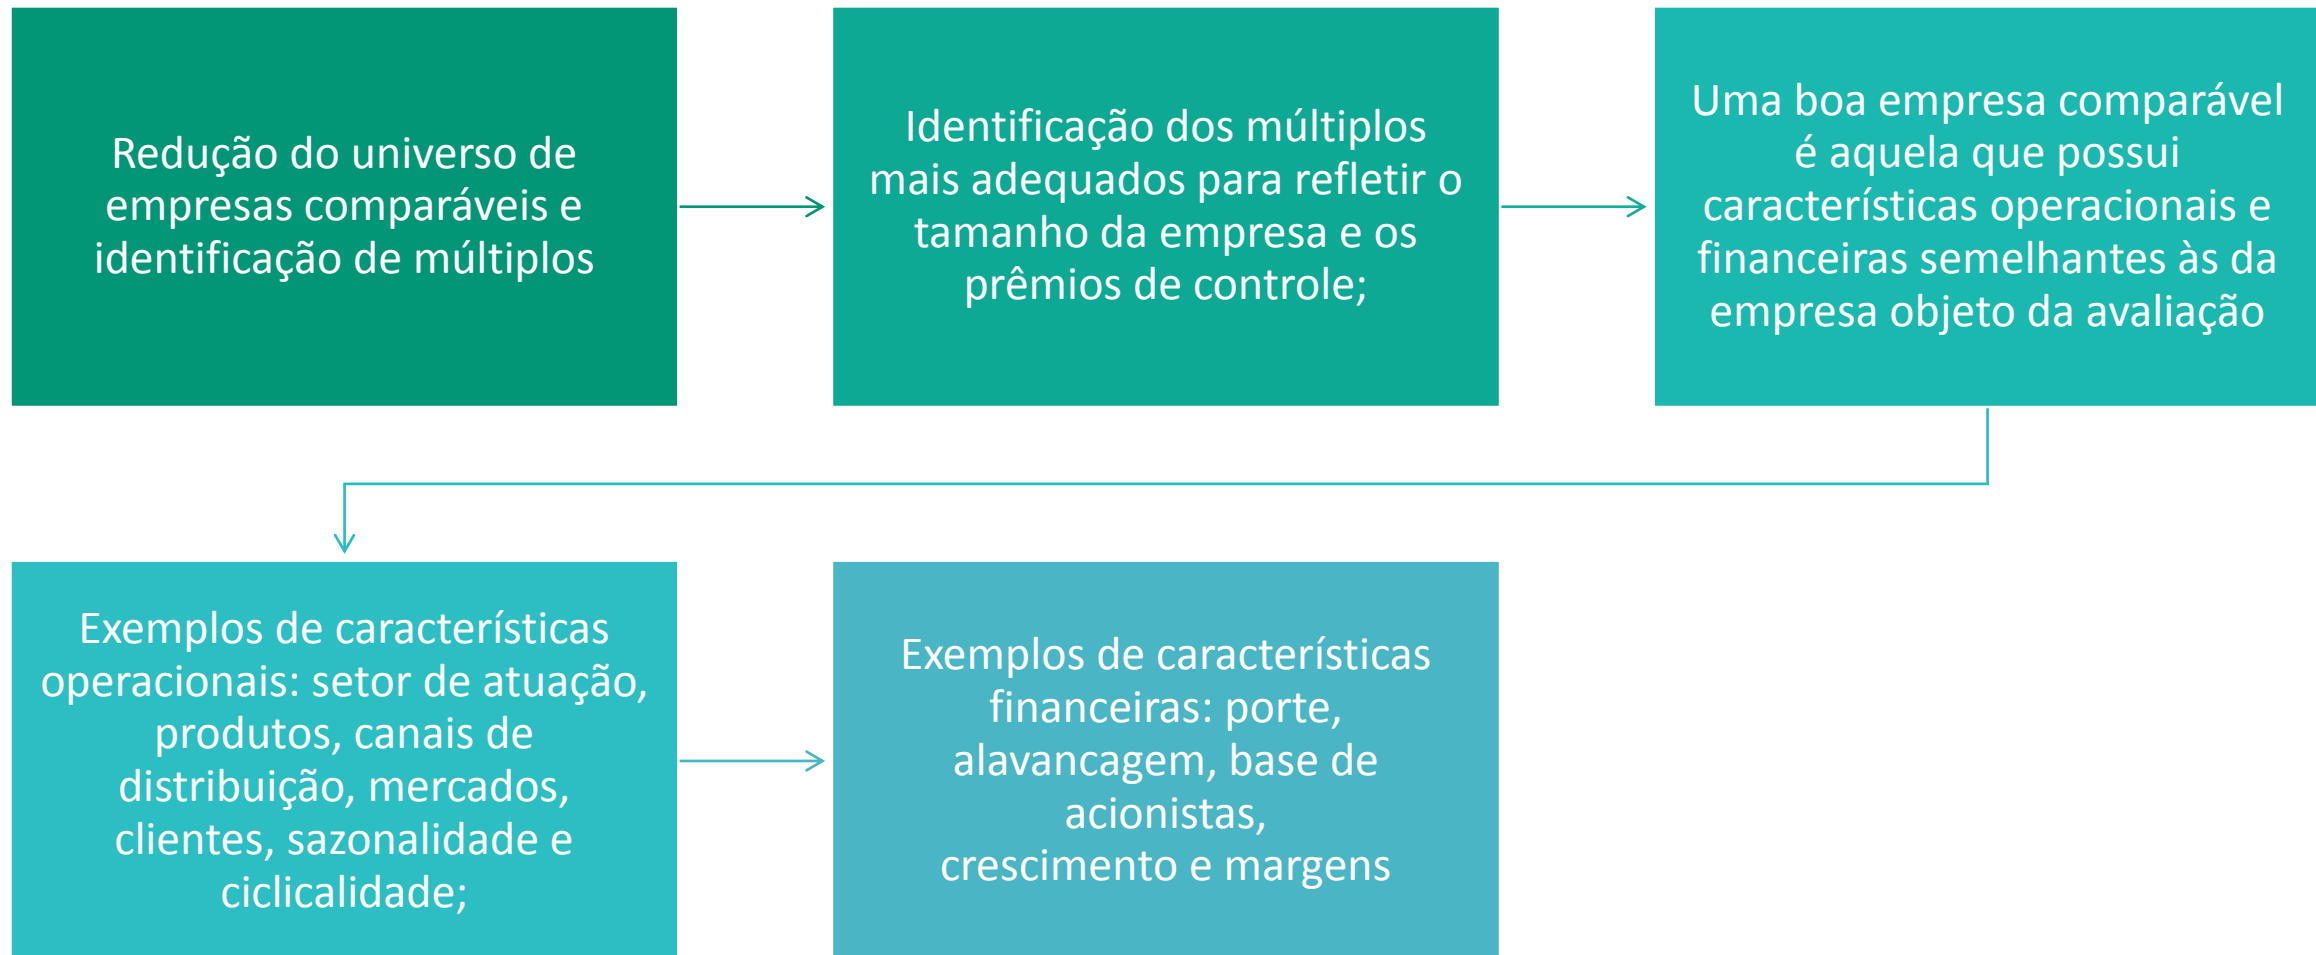 Redução do universo de
empresas comparáveis e
identificação de múltiplos
Identificação dos múltiplos
mais adequados para refletir o
tamanho da empresa e os
prêmios de controle;
Uma boa empresa comparável
é aquela que possui
características operacionais e
financeiras semelhantes às da
empresa objeto da avaliação
Exemplos de características
operacionais: setor de atuação,
produtos, canais de
distribuição, mercados,
clientes, sazonalidade e
ciclicalidade;
Exemplos de características
financeiras: porte,
alavancagem, base de
acionistas,
crescimento e margens